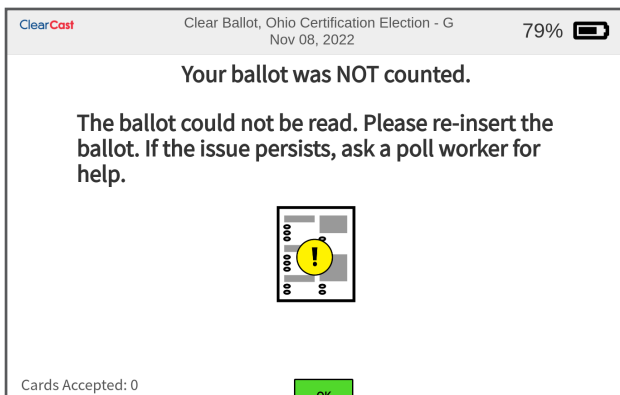 ClearCast
Clear Ballot, Ohio Certification Election - G
Nov 08, 2022
79%
Your ballot was NOT counted.
The ballot could not be read. Please re-insert the
ballot. If the issue persists, ask a poll worker for
help.
!
Cards Accepted: 0
OK